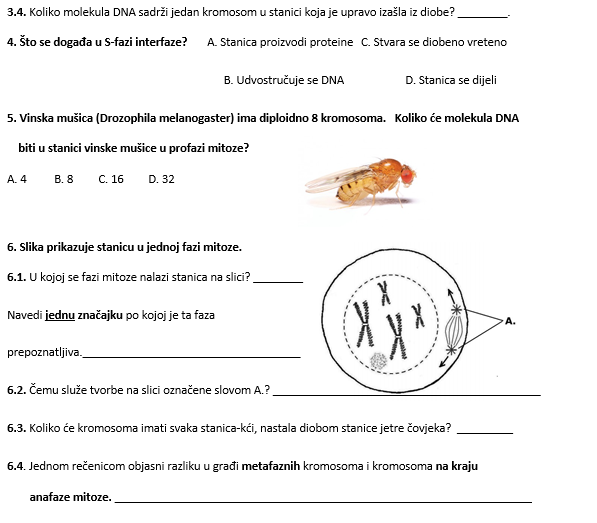 3.4. Koliko molekula DNA sadrži jedan kromosom u stanici koja je upravo izašla iz diobe? ________.
4. Što se događa u S-fazi interfaze? A. Stanica proizvodi proteine C. Stvara se diobeno vreteno
B. Udvostručuje se DNA D. Stanica se dijeli
5. Vinska mušica (Drozophila melanogaster) ima diploidno 8 kromosoma. Koliko će molekula DNA
biti u stanici vinske mušice u profazi mitoze?
A. 4 B. 8 C. 16 D. 32
6. Slika prikazuje stanicu u jednoj fazi mitoze.
6.1. U kojoj se fazi mitoze nalazi stanica na slici? ________
Navedi jednu značajku po kojoj je ta faza
A.
prepoznatljiva.___________________________________
6.2. Čemu služe tvorbe na slici označene slovom A.? ___________________________________________
6.3. Koliko će kromosoma imati svaka stanica-kći, nastala diobom stanice jetre čovjeka? _________
6.4. Jednom rečenicom objasni razliku u građi metafaznih kromosoma i kromosoma na kraju
anafaze mitoze. ___________________________________________________________________